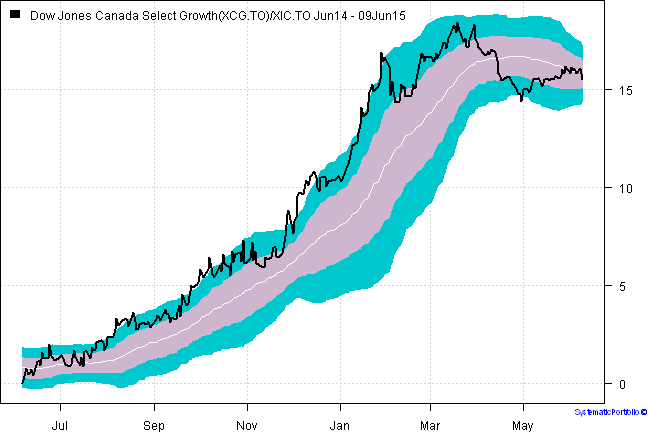 Dow Jones Canada Select Growth(XCG.TO)/XIC.TO Jun14 - 09Jun15
15
10
5
0
Jul Sep Nov Jan Mar May
SystematicPortfolio ©